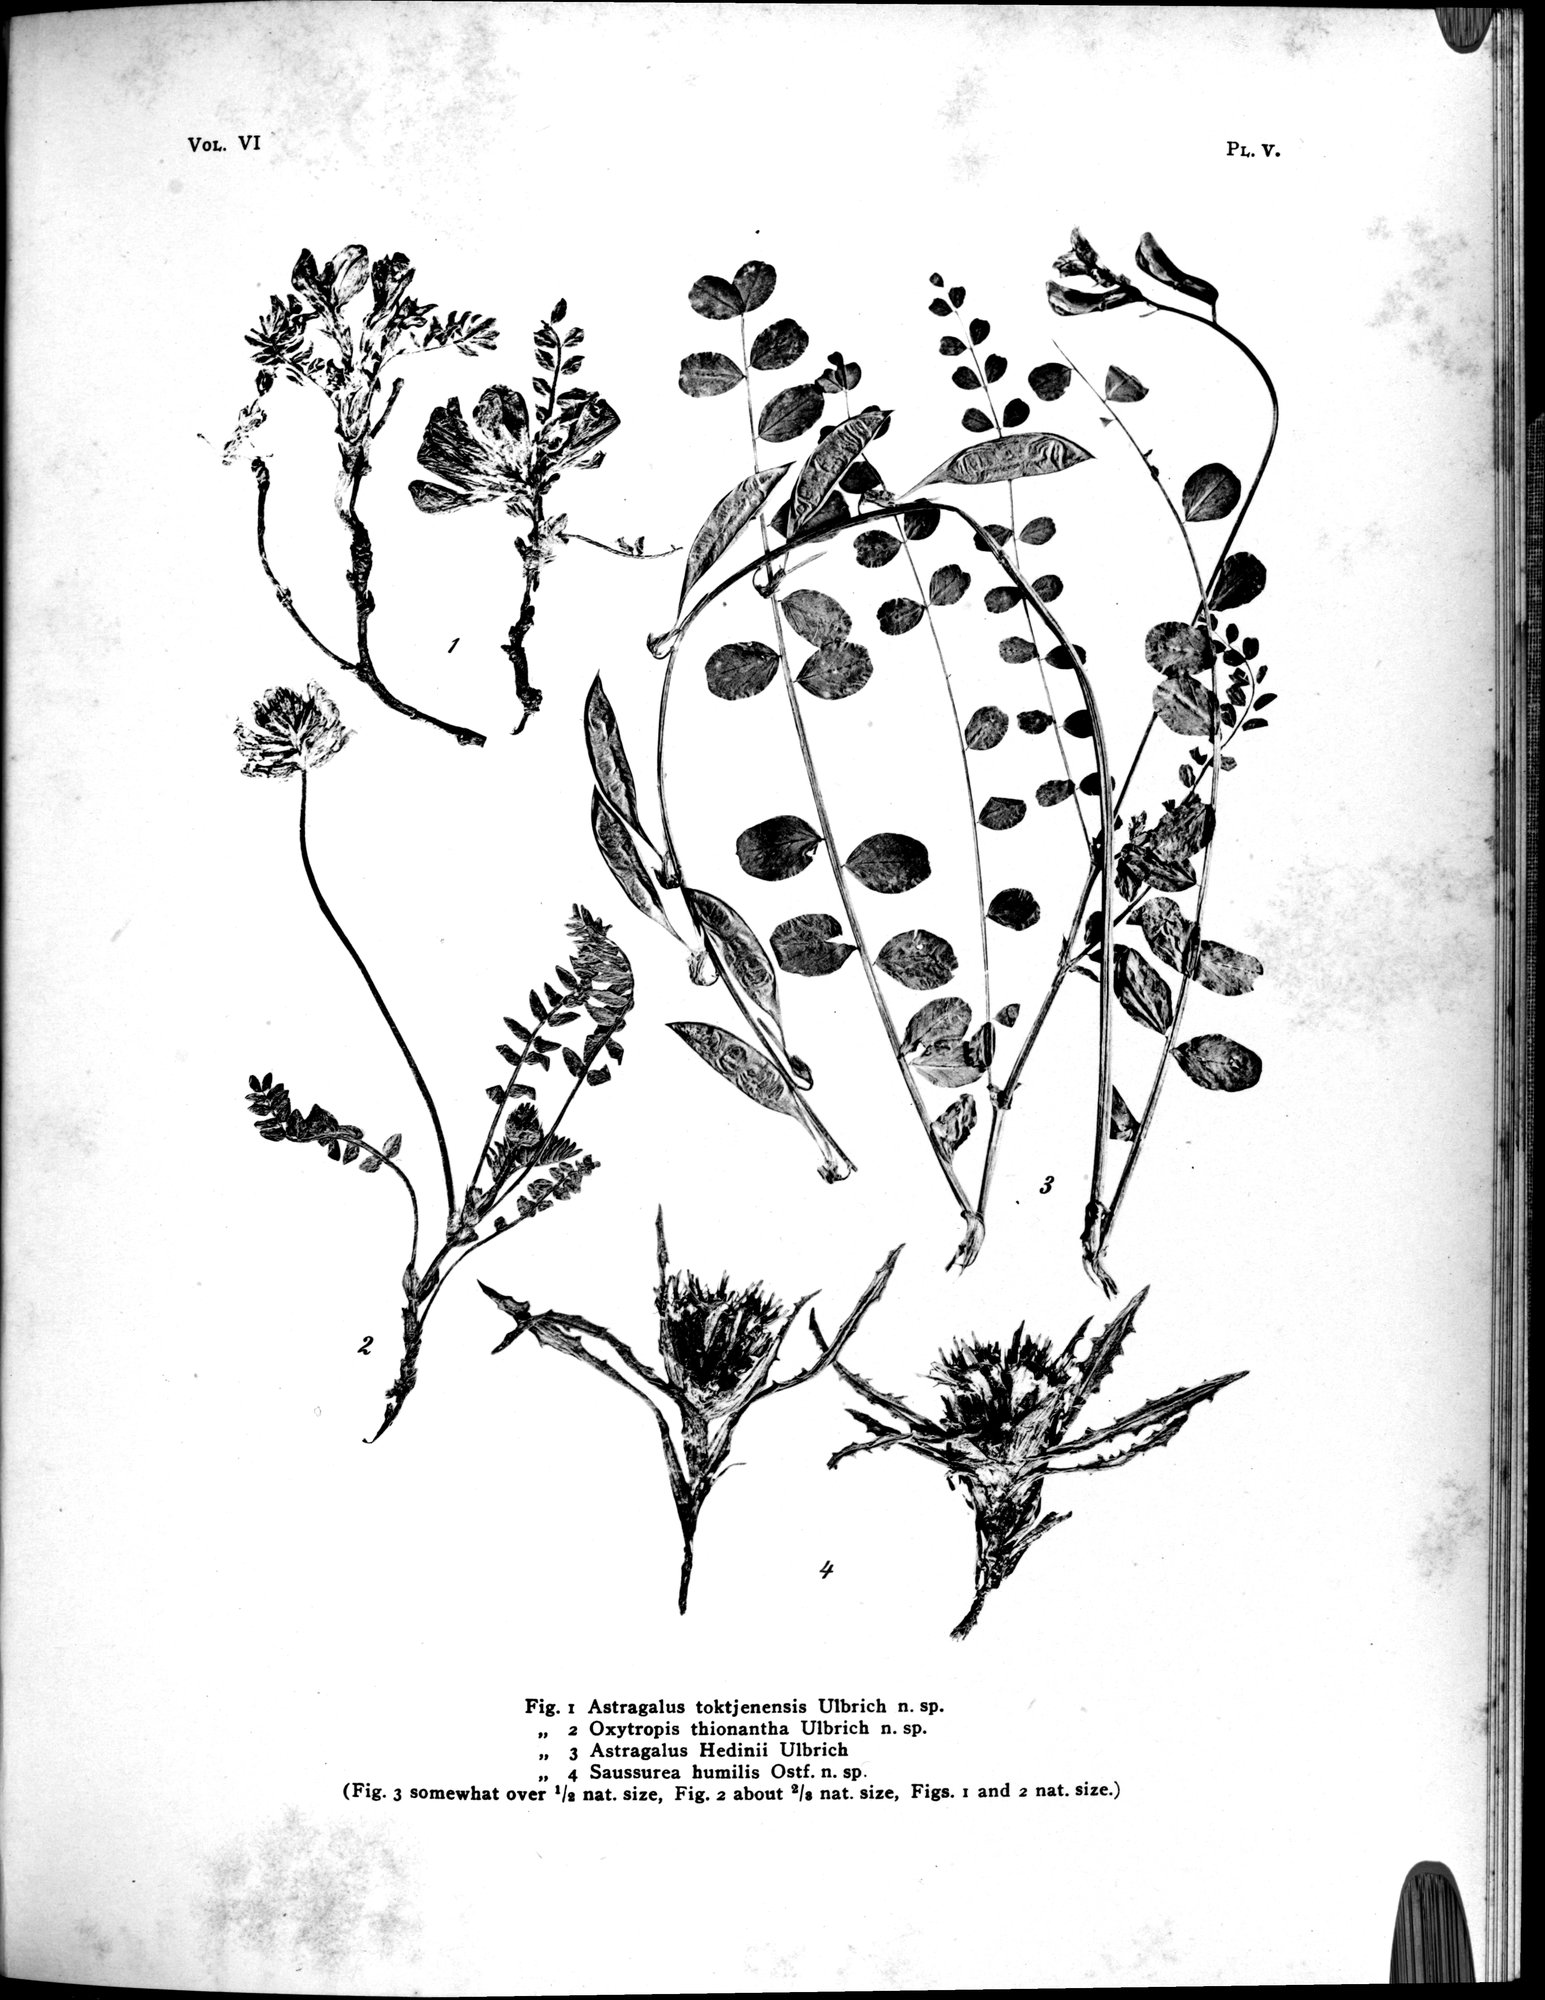 VOL. VI
PL. V.
1
2
3
4
Fig. 1 Astragalus toktjenensis Ulbrich n. sp.
„ 2 Oxytropis thionantha Ulbrich n. sp.
„ 3 Astragalus Hedinii Ulbrich
„ 4 Saussurea humilis Ostf. n. sp.
(Fig. 3 somewhat over 1/2 nat. size, Fig. 2 about 2/3 nat. size, Figs. 1 and 2 nat. size.)